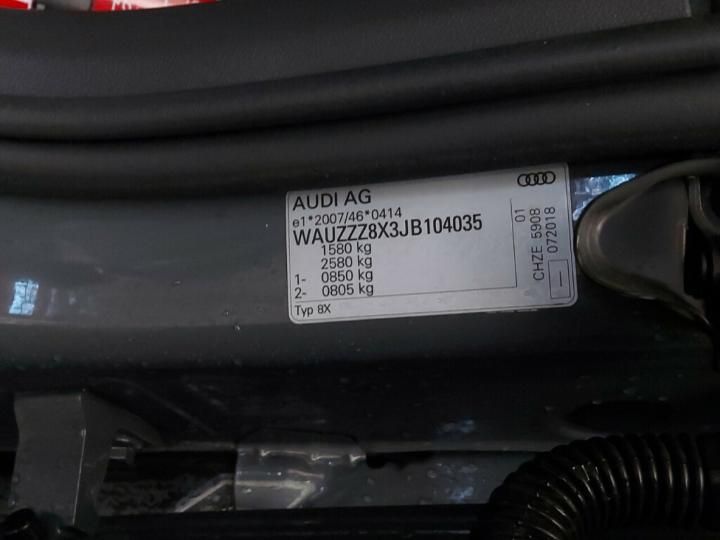 AUDI AG
e1*2007/46*0414
WAUZZZ8X3JB104035
1580 kg
2580 kg
1- 0850 kg
2- 0805 kg
Typ 8X
01
CHZE 5908
072018